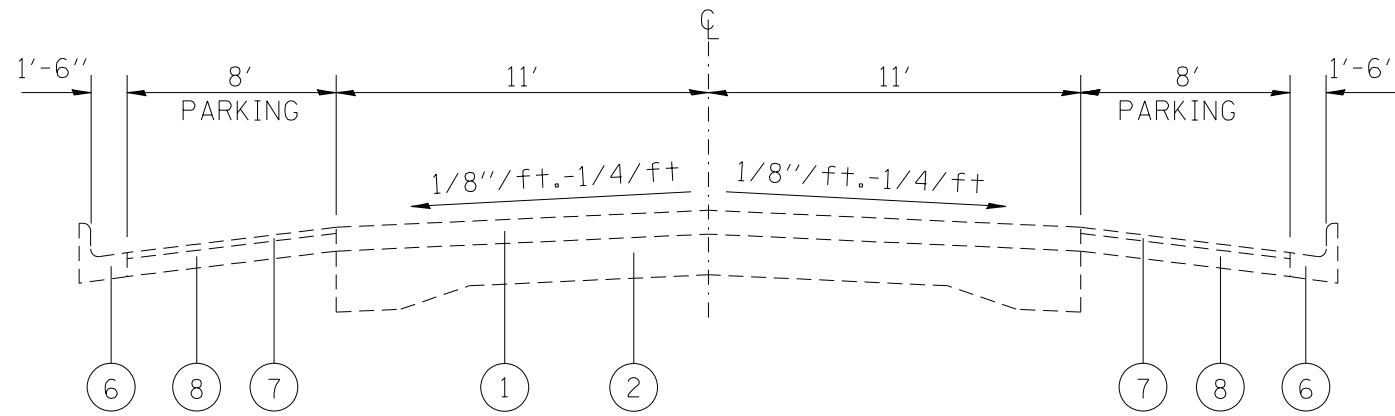 ℄
1'-6'' 8' 11' 11' 8' 1'-6'
PARKING PARKING
1/8''/ft.-1/4/ft 1/8''/ft.-1/4/ft
6 8 7 1 2 7 8 6